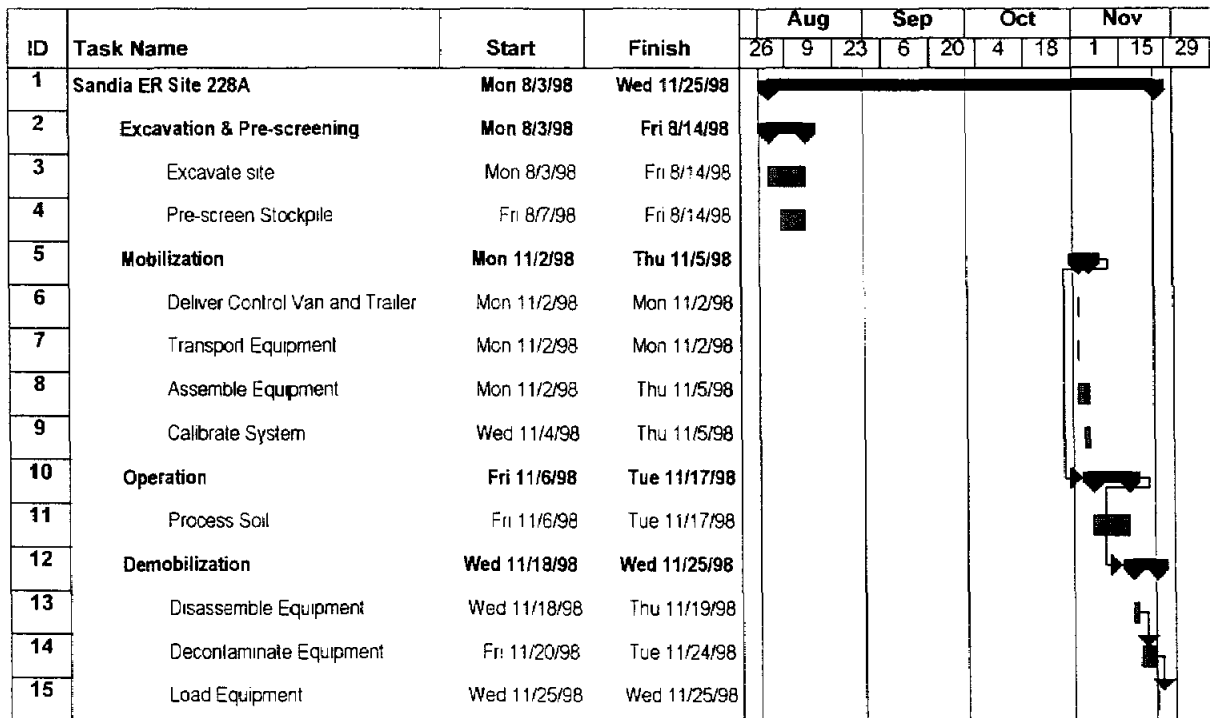 Aug Sep Oct Nov
ID Task Name Start Finish 26 9 23 6 20 4 18 1 15 29
1 Sandia ER Site 228A Mon 8/3/98 Wed 11/25/98
2 Excavation & Pre-screening Mon 8/3/98 Fri 8/14/98
3 Excavate site Mon 8/3/98 Fri 8/14/98
4 Pre-screen Stockpile Fri 8/7/98 Fri 8/14/98
5 Mobilization Mon 11/2/98 Thu 11/5/98
6 Deliver Control Van and Trailer Mon 11/2/98 Mon 11/2/98
7 Transport Equipment Mon 11/2/98 Mon 11/2/98
8 Assemble Equipment Mon 11/2/98 Thu 11/5/98
9 Calibrate System Wed 11/4/98 Thu 11/5/98
10 Operation Fri 11/6/98 Tue 11/17/98
11 Process Soil Fri 11/6/98 Tue 11/17/98
12 Demobilization Wed 11/18/98 Wed 11/25/98
13 Disassemble Equipment Wed 11/18/98 Thu 11/19/98
14 Decontaminate Equipment Fri 11/20/98 Tue 11/24/98
15 Load Equipment Wed 11/25/98 Wed 11/25/98